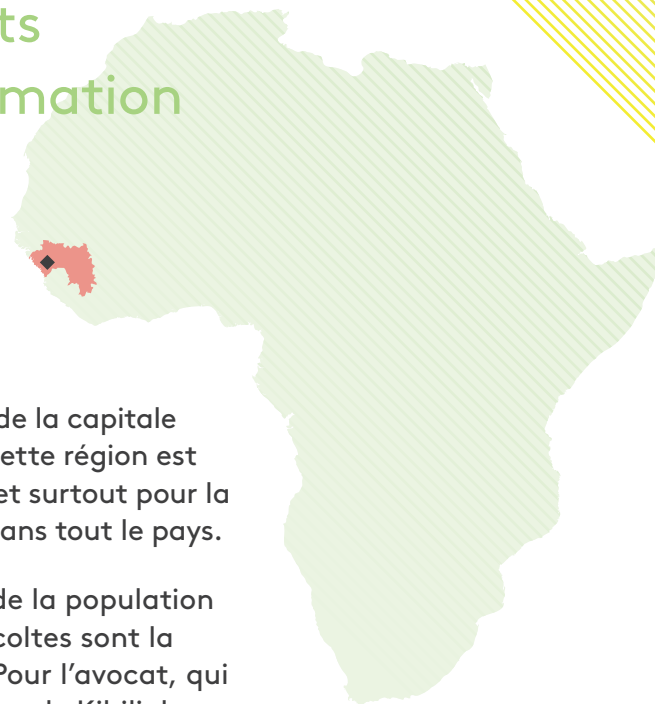 ts
mation
de la capitale
ette région est
et surtout pour la
ans tout le pays.
de la population
coltes sont la
Pour l’avocat, qui